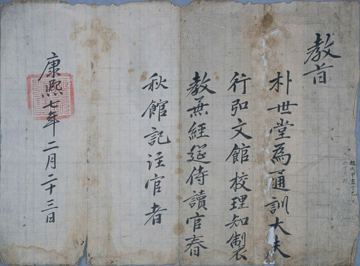 教旨
朴世堂為通訓大夫
行弘文館校理知製
教兼經筵侍讀官春
秋館記注官者
康熙七年二月二十三日